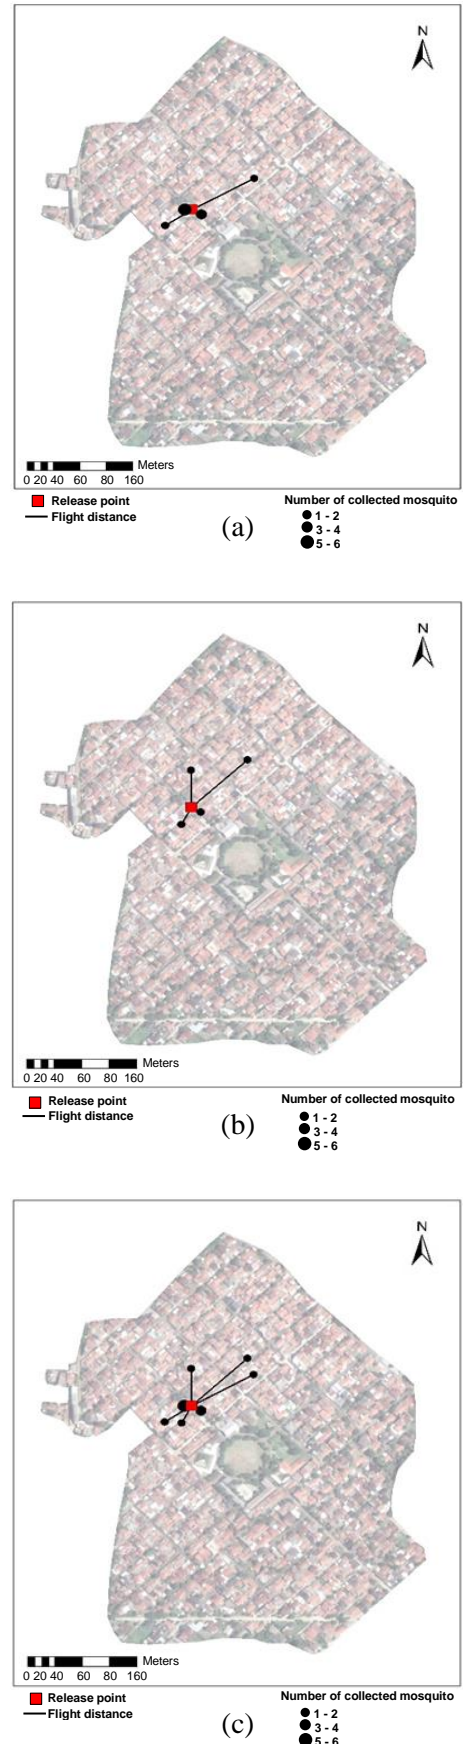 N
Meters
0 20 40 60 80 160
Release point
Flight distance
Number of collected mosquito
1 - 2
3 - 4
5 - 6
(a)
N
Meters
0 20 40 60 80 160
Release point
Flight distance
Number of collected mosquito
1 - 2
3 - 4
5 - 6
(b)
N
Meters
0 20 40 60 80 160
Release point
Flight distance
Number of collected mosquito
1 - 2
3 - 4
5 - 6
(c)